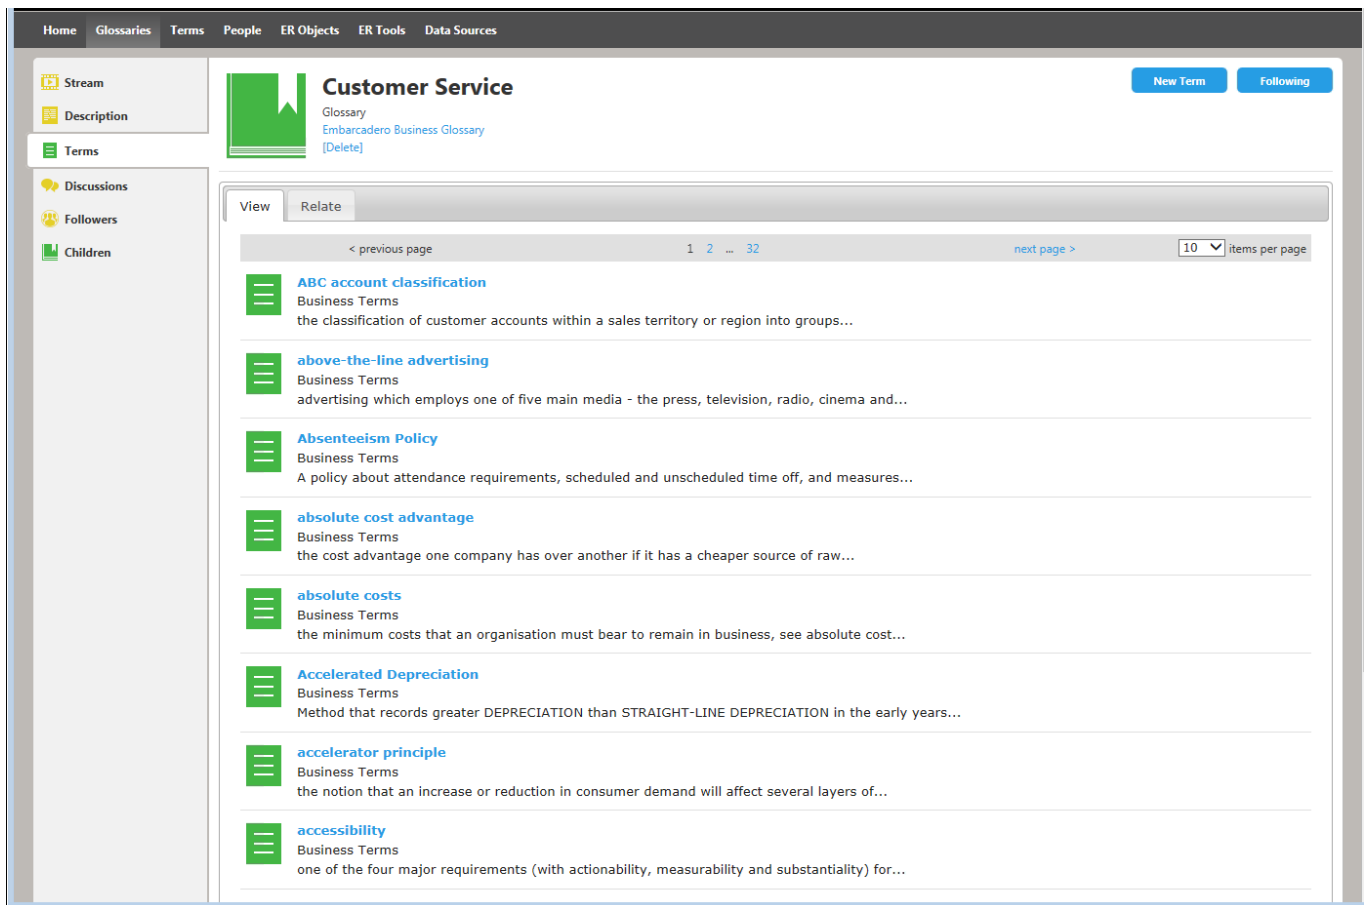 Home Glossaries Terms People ER Objects ER Tools Data Sources
Stream
Description
Terms
Discussions
Followers
Children
Customer Service
Glossary
Embarcadero Business Glossary
[Delete]
New Term Following
View Relate
< previous page 1 2 ... 32 next page > 10 items per page
ABC account classification
Business Terms
the classification of customer accounts within a sales territory or region into groups...
above-the-line advertising
Business Terms
advertising which employs one of five main media - the press, television, radio, cinema and...
Absenteeism Policy
Business Terms
A policy about attendance requirements, scheduled and unscheduled time off, and measures...
absolute cost advantage
Business Terms
the cost advantage one company has over another if it has a cheaper source of raw...
absolute costs
Business Terms
the minimum costs that an organisation must bear to remain in business, see absolute cost...
Accelerated Depreciation
Business Terms
Method that records greater DEPRECIATION than STRAIGHT-LINE DEPRECIATION in the early years...
accelerator principle
Business Terms
the notion that an increase or reduction in consumer demand will affect several layers of...
accessibility
Business Terms
one of the four major requirements (with actionability, measurability and substantiality) for...